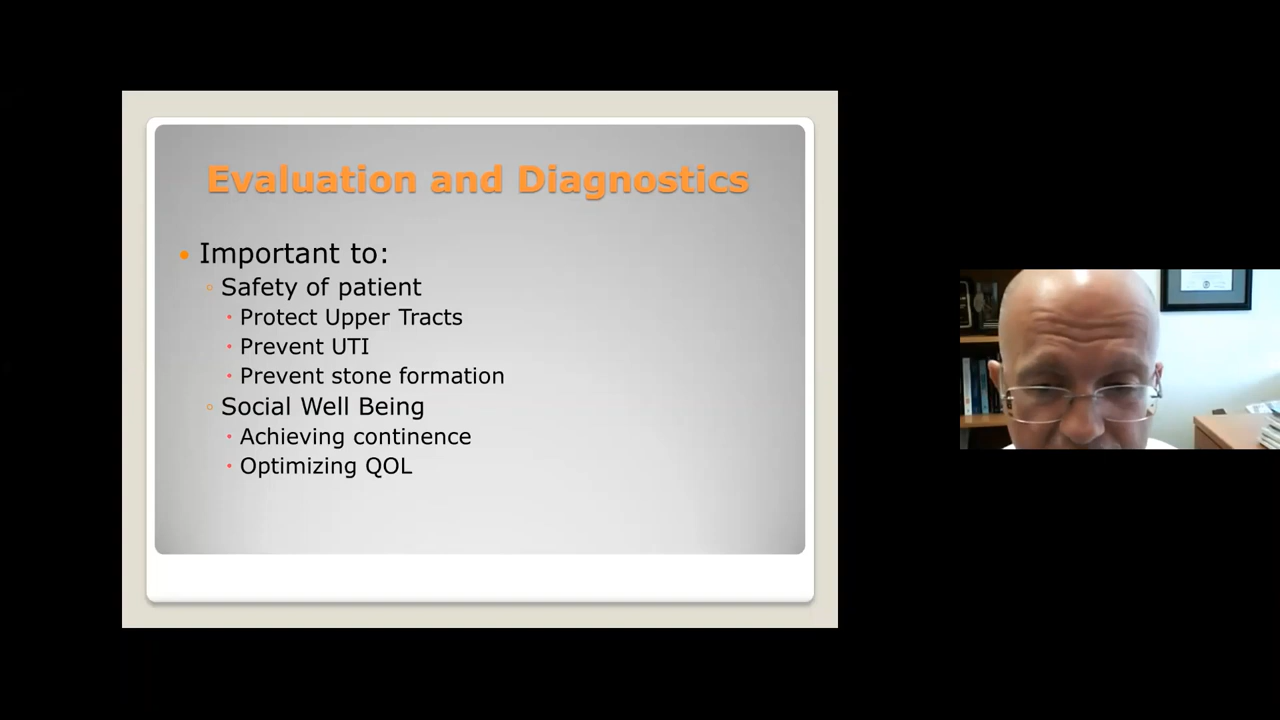 Evaluation and Diagnostics
Important to:
Safety of patient
Protect Upper Tracts
Prevent UTI
Prevent stone formation
Social Well Being
Achieving continence
Optimizing QOL